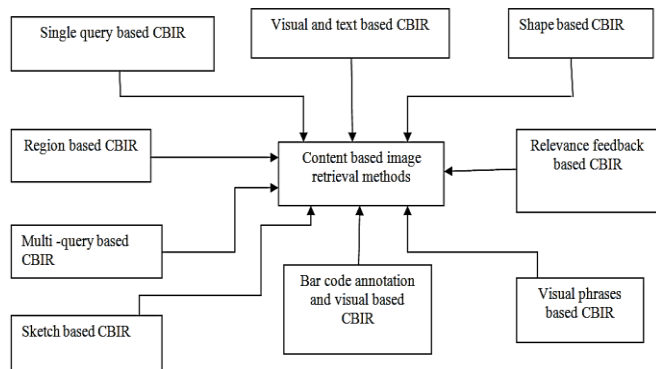 Single query based CBIR
Visual and text based CBIR
Shape based CBIR
Region based CBIR
Content based image
retrieval methods
Relevance feedback
based CBIR
Multi -query based
CBIR
Bar code annotation
and visual based
CBIR
Visual phrases
based CBIR
Sketch based CBIR